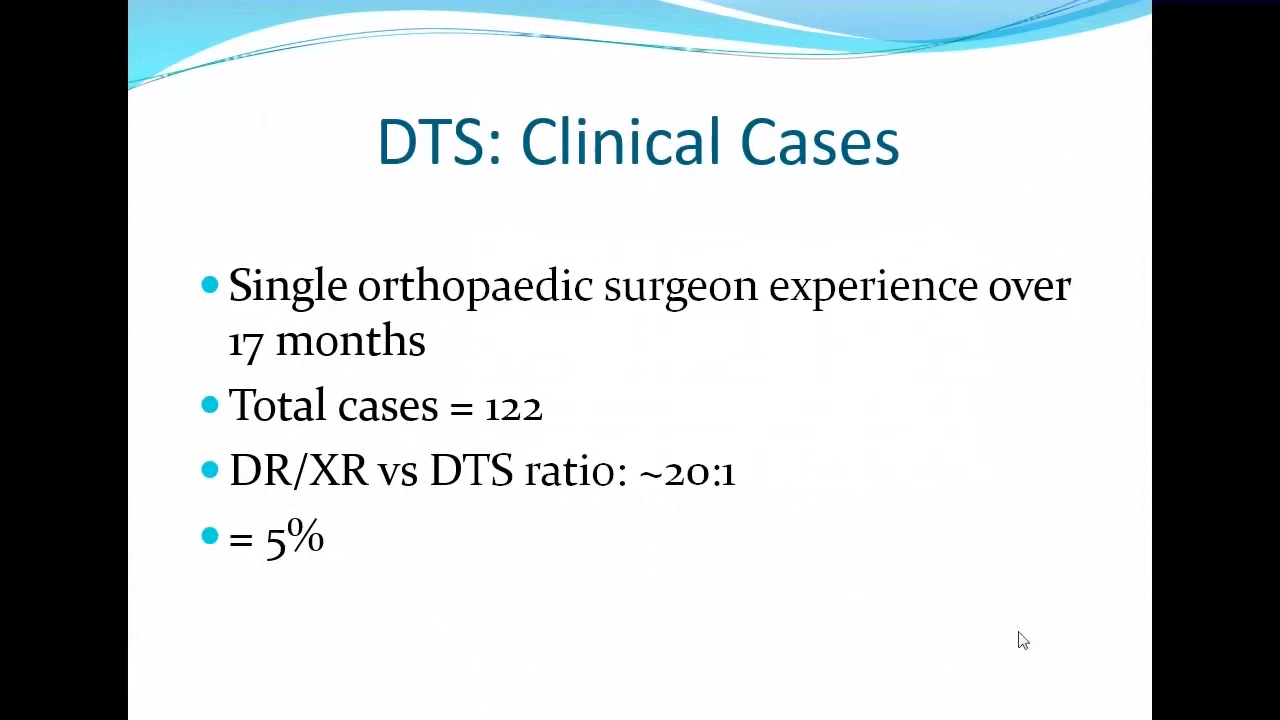 DTS: Clinical Cases
• Single orthopaedic surgeon experience over
17 months
• Total cases = 122
• DR/XR vs DTS ratio: ~20:1
• = 5%